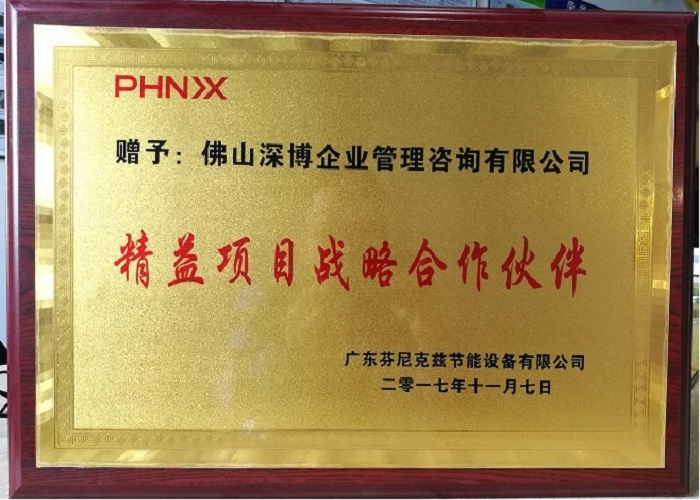 PHNIX
赠予：佛山深博企业管理咨询有限公司
精益项目战略合作伙伴
广东芬尼克兹节能设备有限公司
二零一七年十一月七日